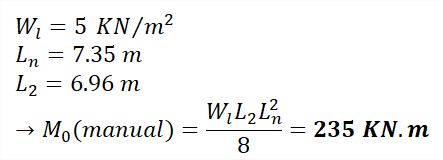 W_l = 5 KN/m^2
L_n = 7.35 m
L_2 = 6.96 m
→ M_0(manual) = \frac{W_l L_2 L_n^2}{8} = 235 KN.m